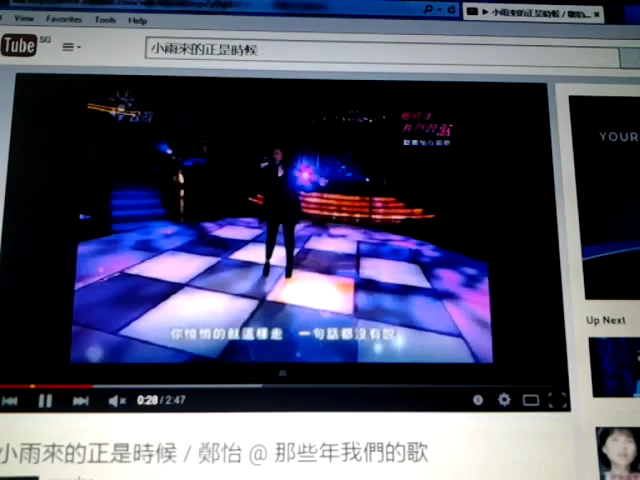 View Favorites Tools Help
小雨來的正是時候 / 鄭怡...
Tube SG
小雨來的正是時候
YOUR
你悄悄的就這樣走 一句話都沒有說
Up Next
0:28 / 2:47
小雨來的正是時候 / 鄭怡 @ 那些年我們的歌